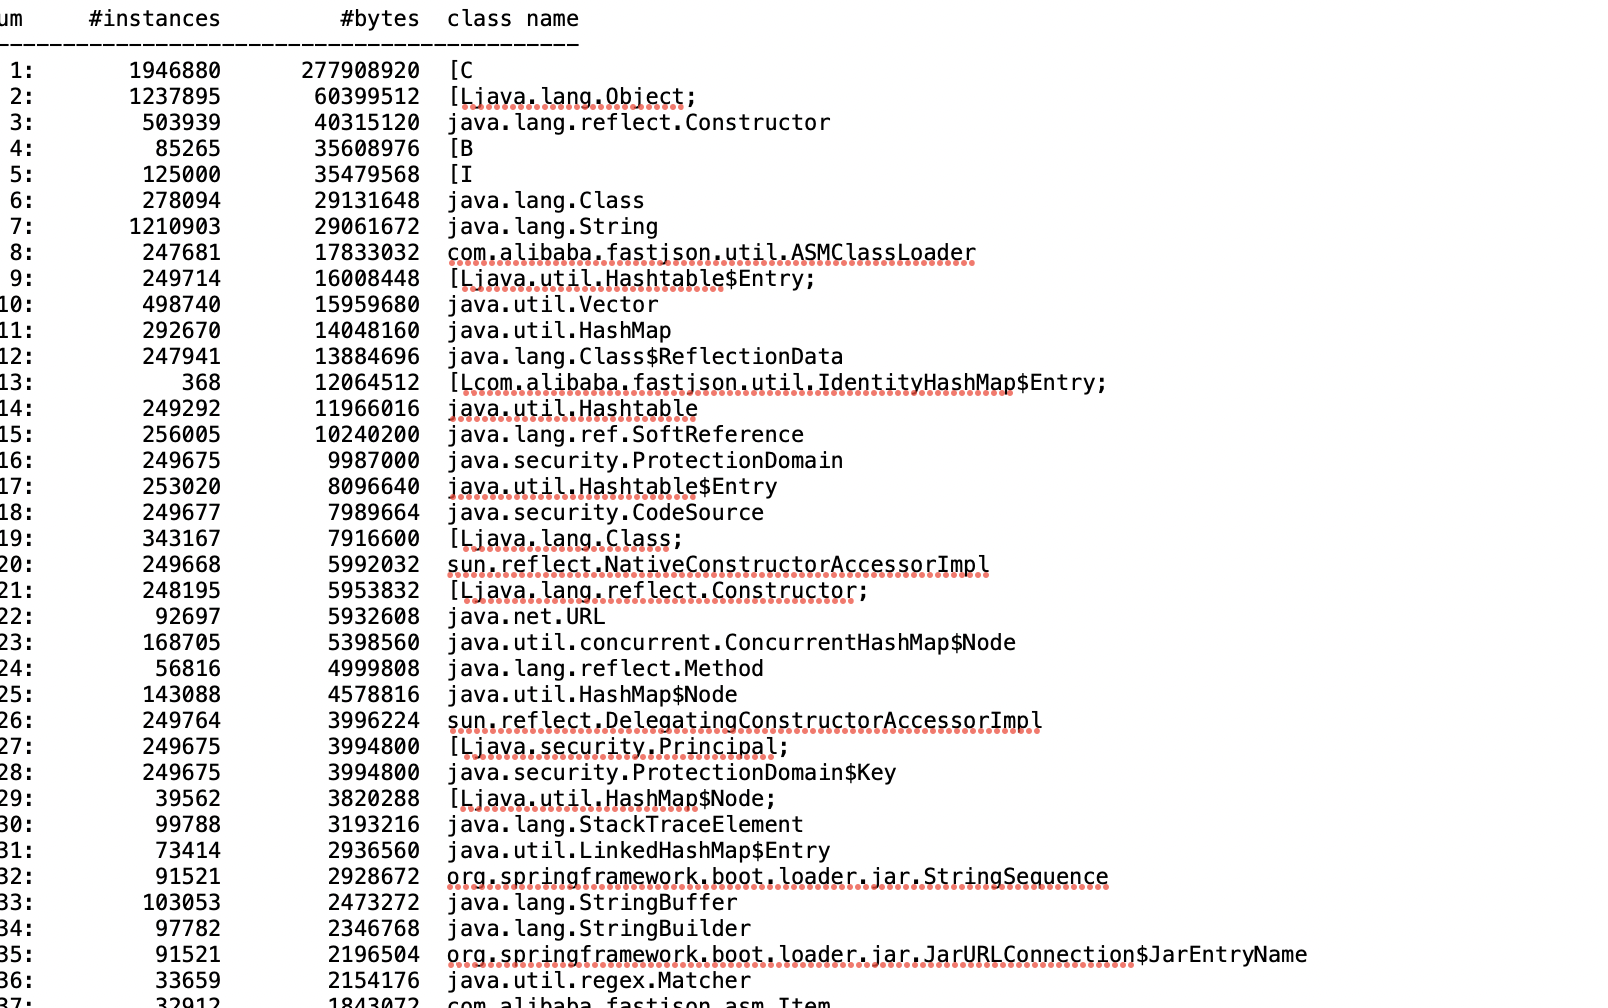 um #instances #bytes class name
--------------------------------------------
1: 1946880 277908920 [C
2: 1237895 60399512 [Ljava.lang.Object;
3: 503939 40315120 java.lang.reflect.Constructor
4: 85265 35608976 [B
5: 125000 35479568 [I
6: 278094 29131648 java.lang.Class
7: 1210903 29061672 java.lang.String
8: 247681 17833032 com.alibaba.fastjson.util.ASMClassLoader
9: 249714 16008448 [Ljava.util.Hashtable$Entry;
10: 498740 15959680 java.util.Vector
11: 292670 14048160 java.util.HashMap
12: 247941 13884696 java.lang.Class$ReflectionData
13: 368 12064512 [Lcom.alibaba.fastjson.util.IdentityHashMap$Entry;
14: 249292 11966016 java.util.Hashtable
15: 256005 10240200 java.lang.ref.SoftReference
16: 249675 9987000 java.security.ProtectionDomain
17: 253020 8096640 java.util.Hashtable$Entry
18: 249677 7989664 java.security.CodeSource
19: 343167 7916600 [Ljava.lang.Class;
20: 249668 5992032 sun.reflect.NativeConstructorAccessorImpl
21: 248195 5953832 [Ljava.lang.reflect.Constructor;
22: 92697 5932608 java.net.URL
23: 168705 5398560 java.util.concurrent.ConcurrentHashMap$Node
24: 56816 4999808 java.lang.reflect.Method
25: 143088 4578816 java.util.HashMap$Node
26: 249764 3996224 sun.reflect.DelegatingConstructorAccessorImpl
27: 249675 3994800 [Ljava.security.Principal;
28: 249675 3994800 java.security.ProtectionDomain$Key
29: 39562 3820288 [Ljava.util.HashMap$Node;
30: 99788 3193216 java.lang.StackTraceElement
31: 73414 2936560 java.util.LinkedHashMap$Entry
32: 91521 2928672 org.springframework.boot.loader.jar.StringSequence
33: 103053 2473272 java.lang.StringBuffer
34: 97782 2346768 java.lang.StringBuilder
35: 91521 2196504 org.springframework.boot.loader.jar.JarURLConnection$JarEntryName
36: 33659 2154176 java.util.regex.Matcher
37: 32912 1843072 com.alibaba.fastjson.asm.Item